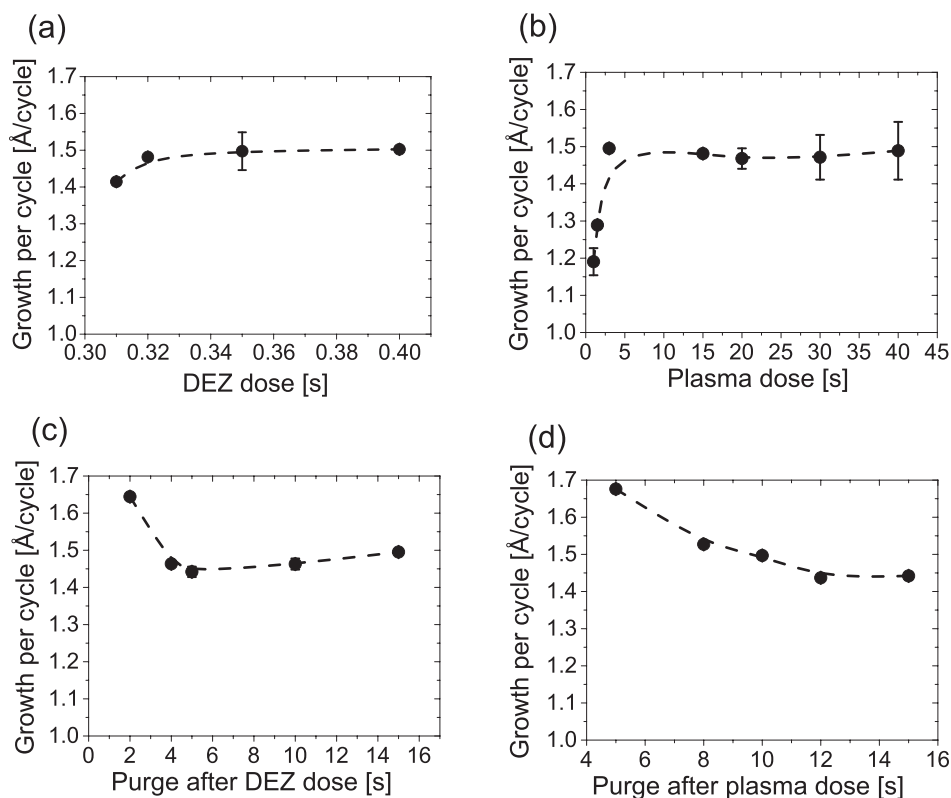 (a)
Growth per cycle [Å/cycle]
1.7
1.6
1.5
1.4
1.3
1.2
1.1
1.0
0.30 0.32 0.34 0.36 0.38 0.40
DEZ dose [s]
(b)
Growth per cycle [Å/cycle]
1.7
1.6
1.5
1.4
1.3
1.2
1.1
1.0
0 5 10 15 20 25 30 35 40 45
Plasma dose [s]
(c)
Growth per cycle [Å/cycle]
1.7
1.6
1.5
1.4
1.3
1.2
1.1
1.0
0 2 4 6 8 10 12 14 16
Purge after DEZ dose [s]
(d)
Growth per cycle [Å/cycle]
1.7
1.6
1.5
1.4
1.3
1.2
1.1
1.0
4 6 8 10 12 14 16
Purge after plasma dose [s]